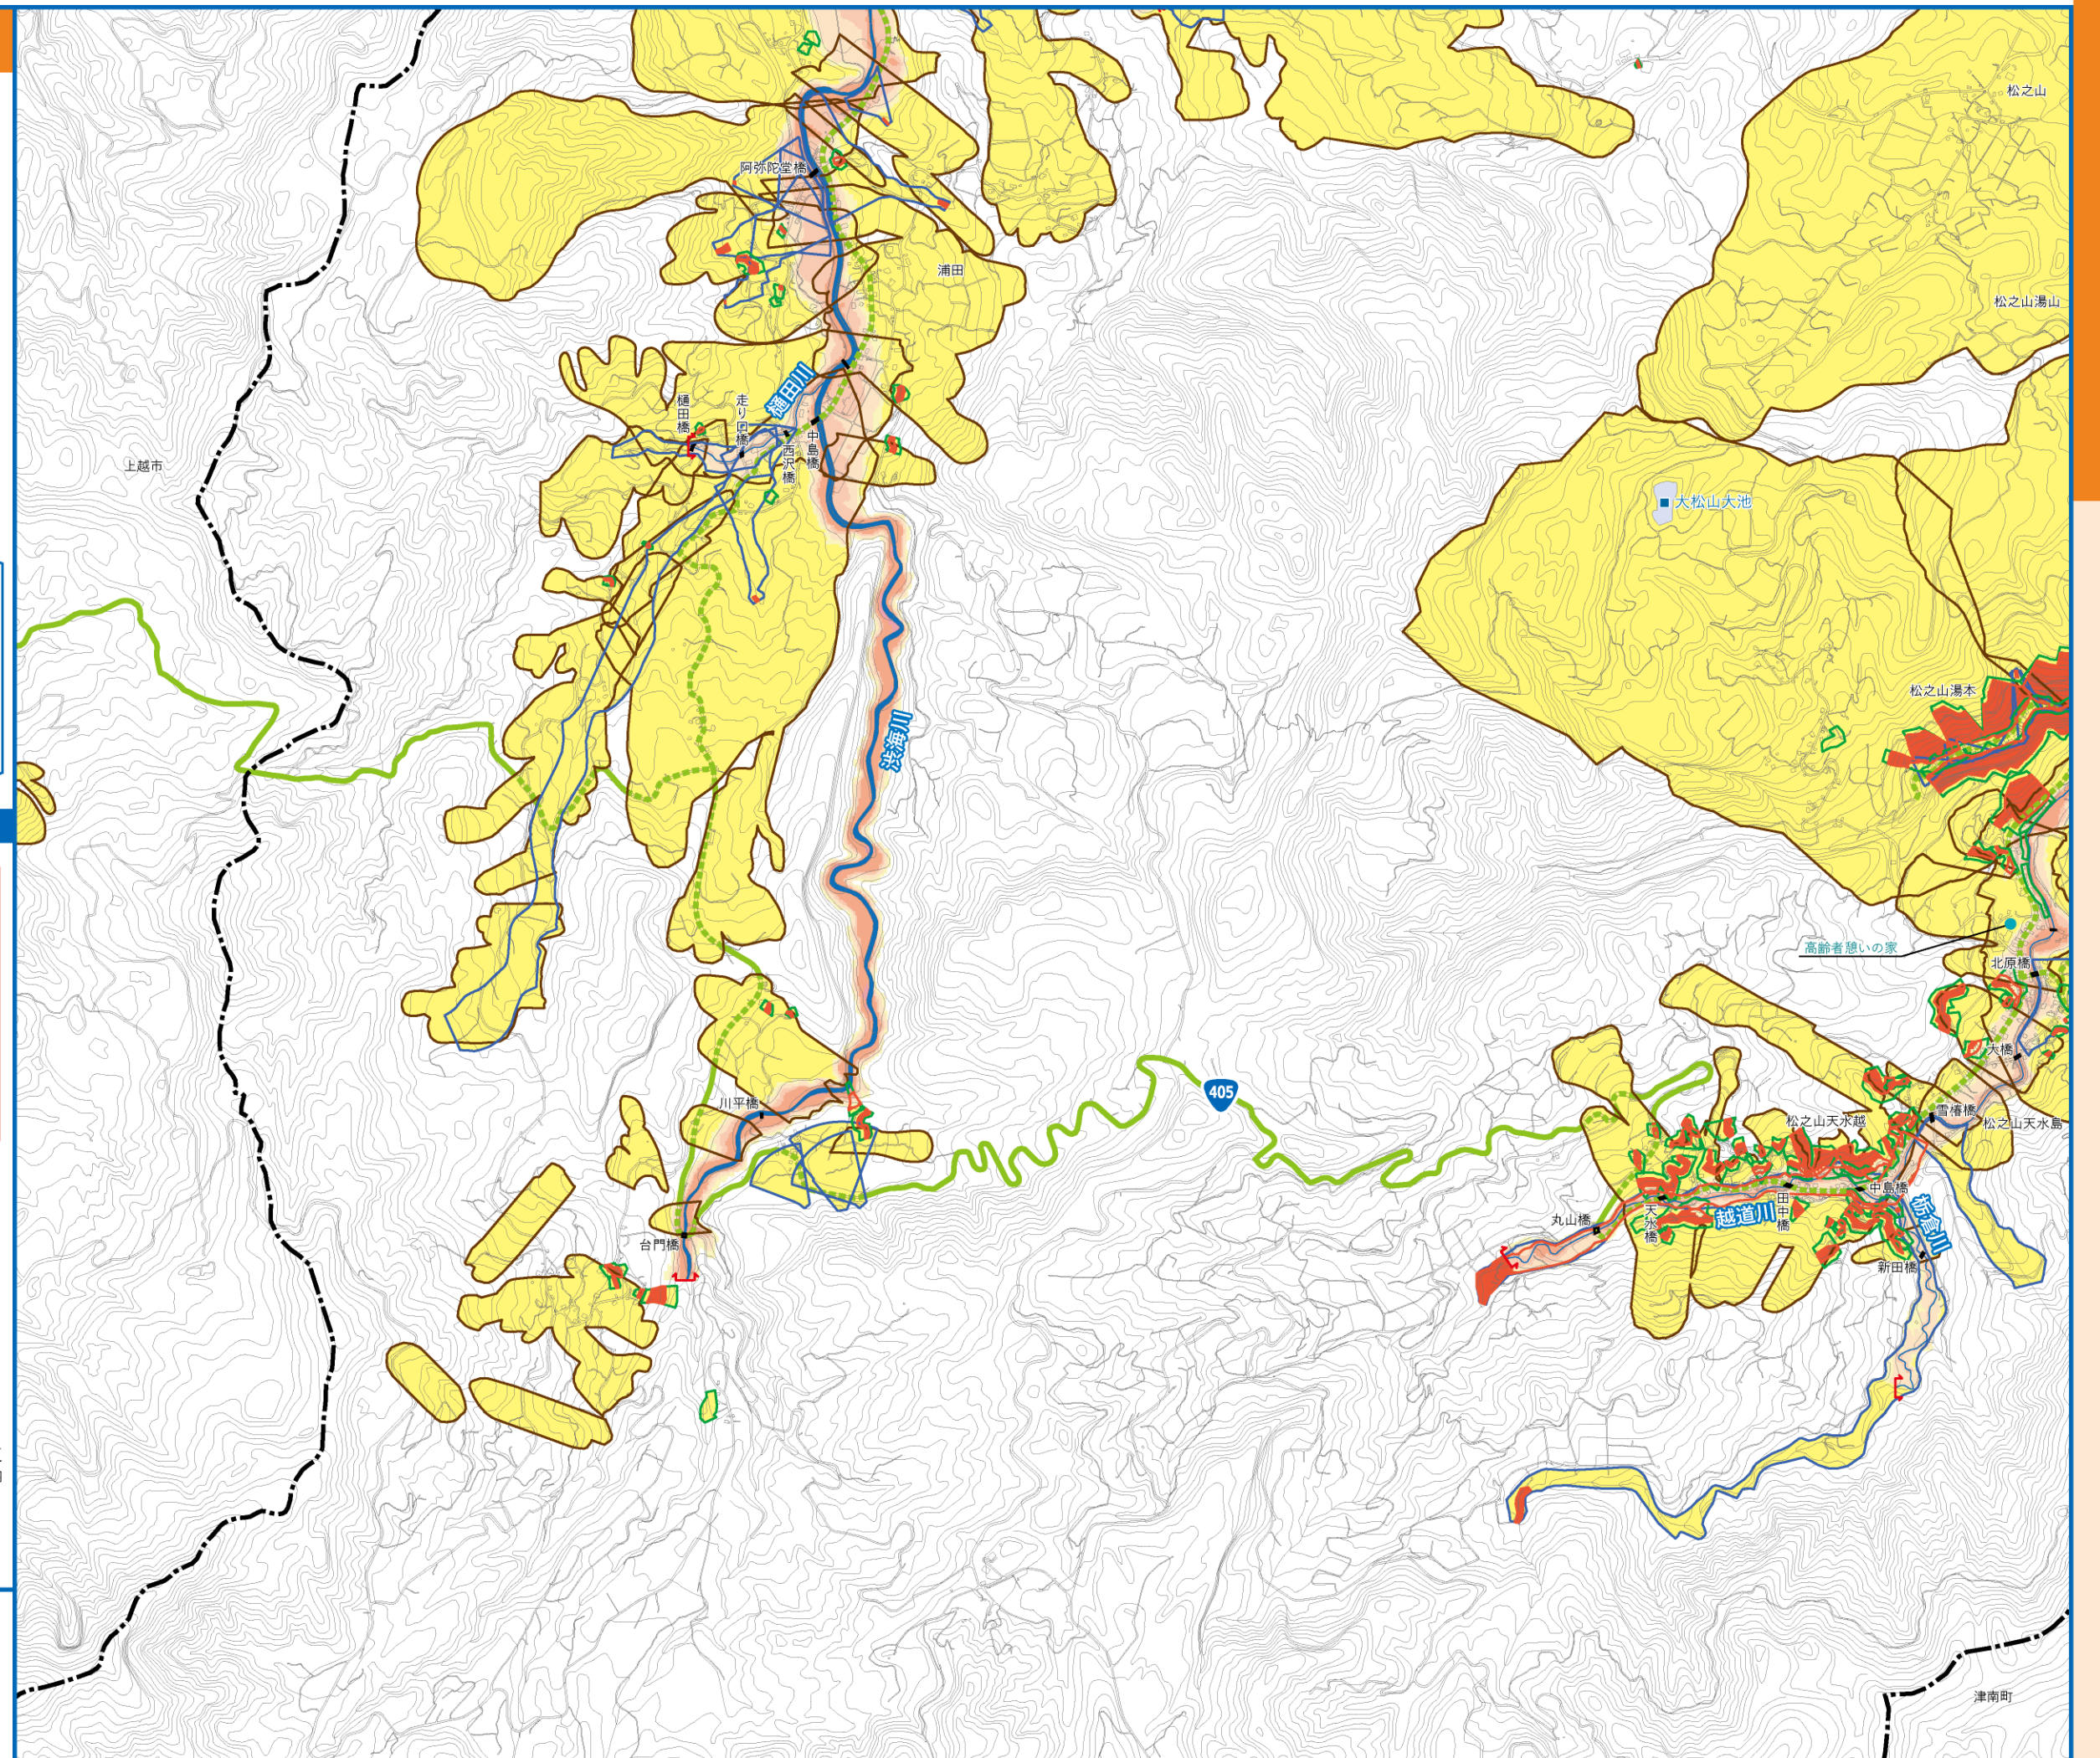 松之山
阿弥陀堂橋
浦田
松之山湯山
樋田川
樋田橋
走り口橋
西沢橋
中島橋
上越市
大松山大池
松之山湯本
渋海川
高齢者憩いの家
北原橋
大橋
405
川平橋
雪椿橋
松之山天水越
松之山天水島
中島橋
田中橋
天水橋
越道川
丸山橋
栃倉川
新田橋
台門橋
津南町